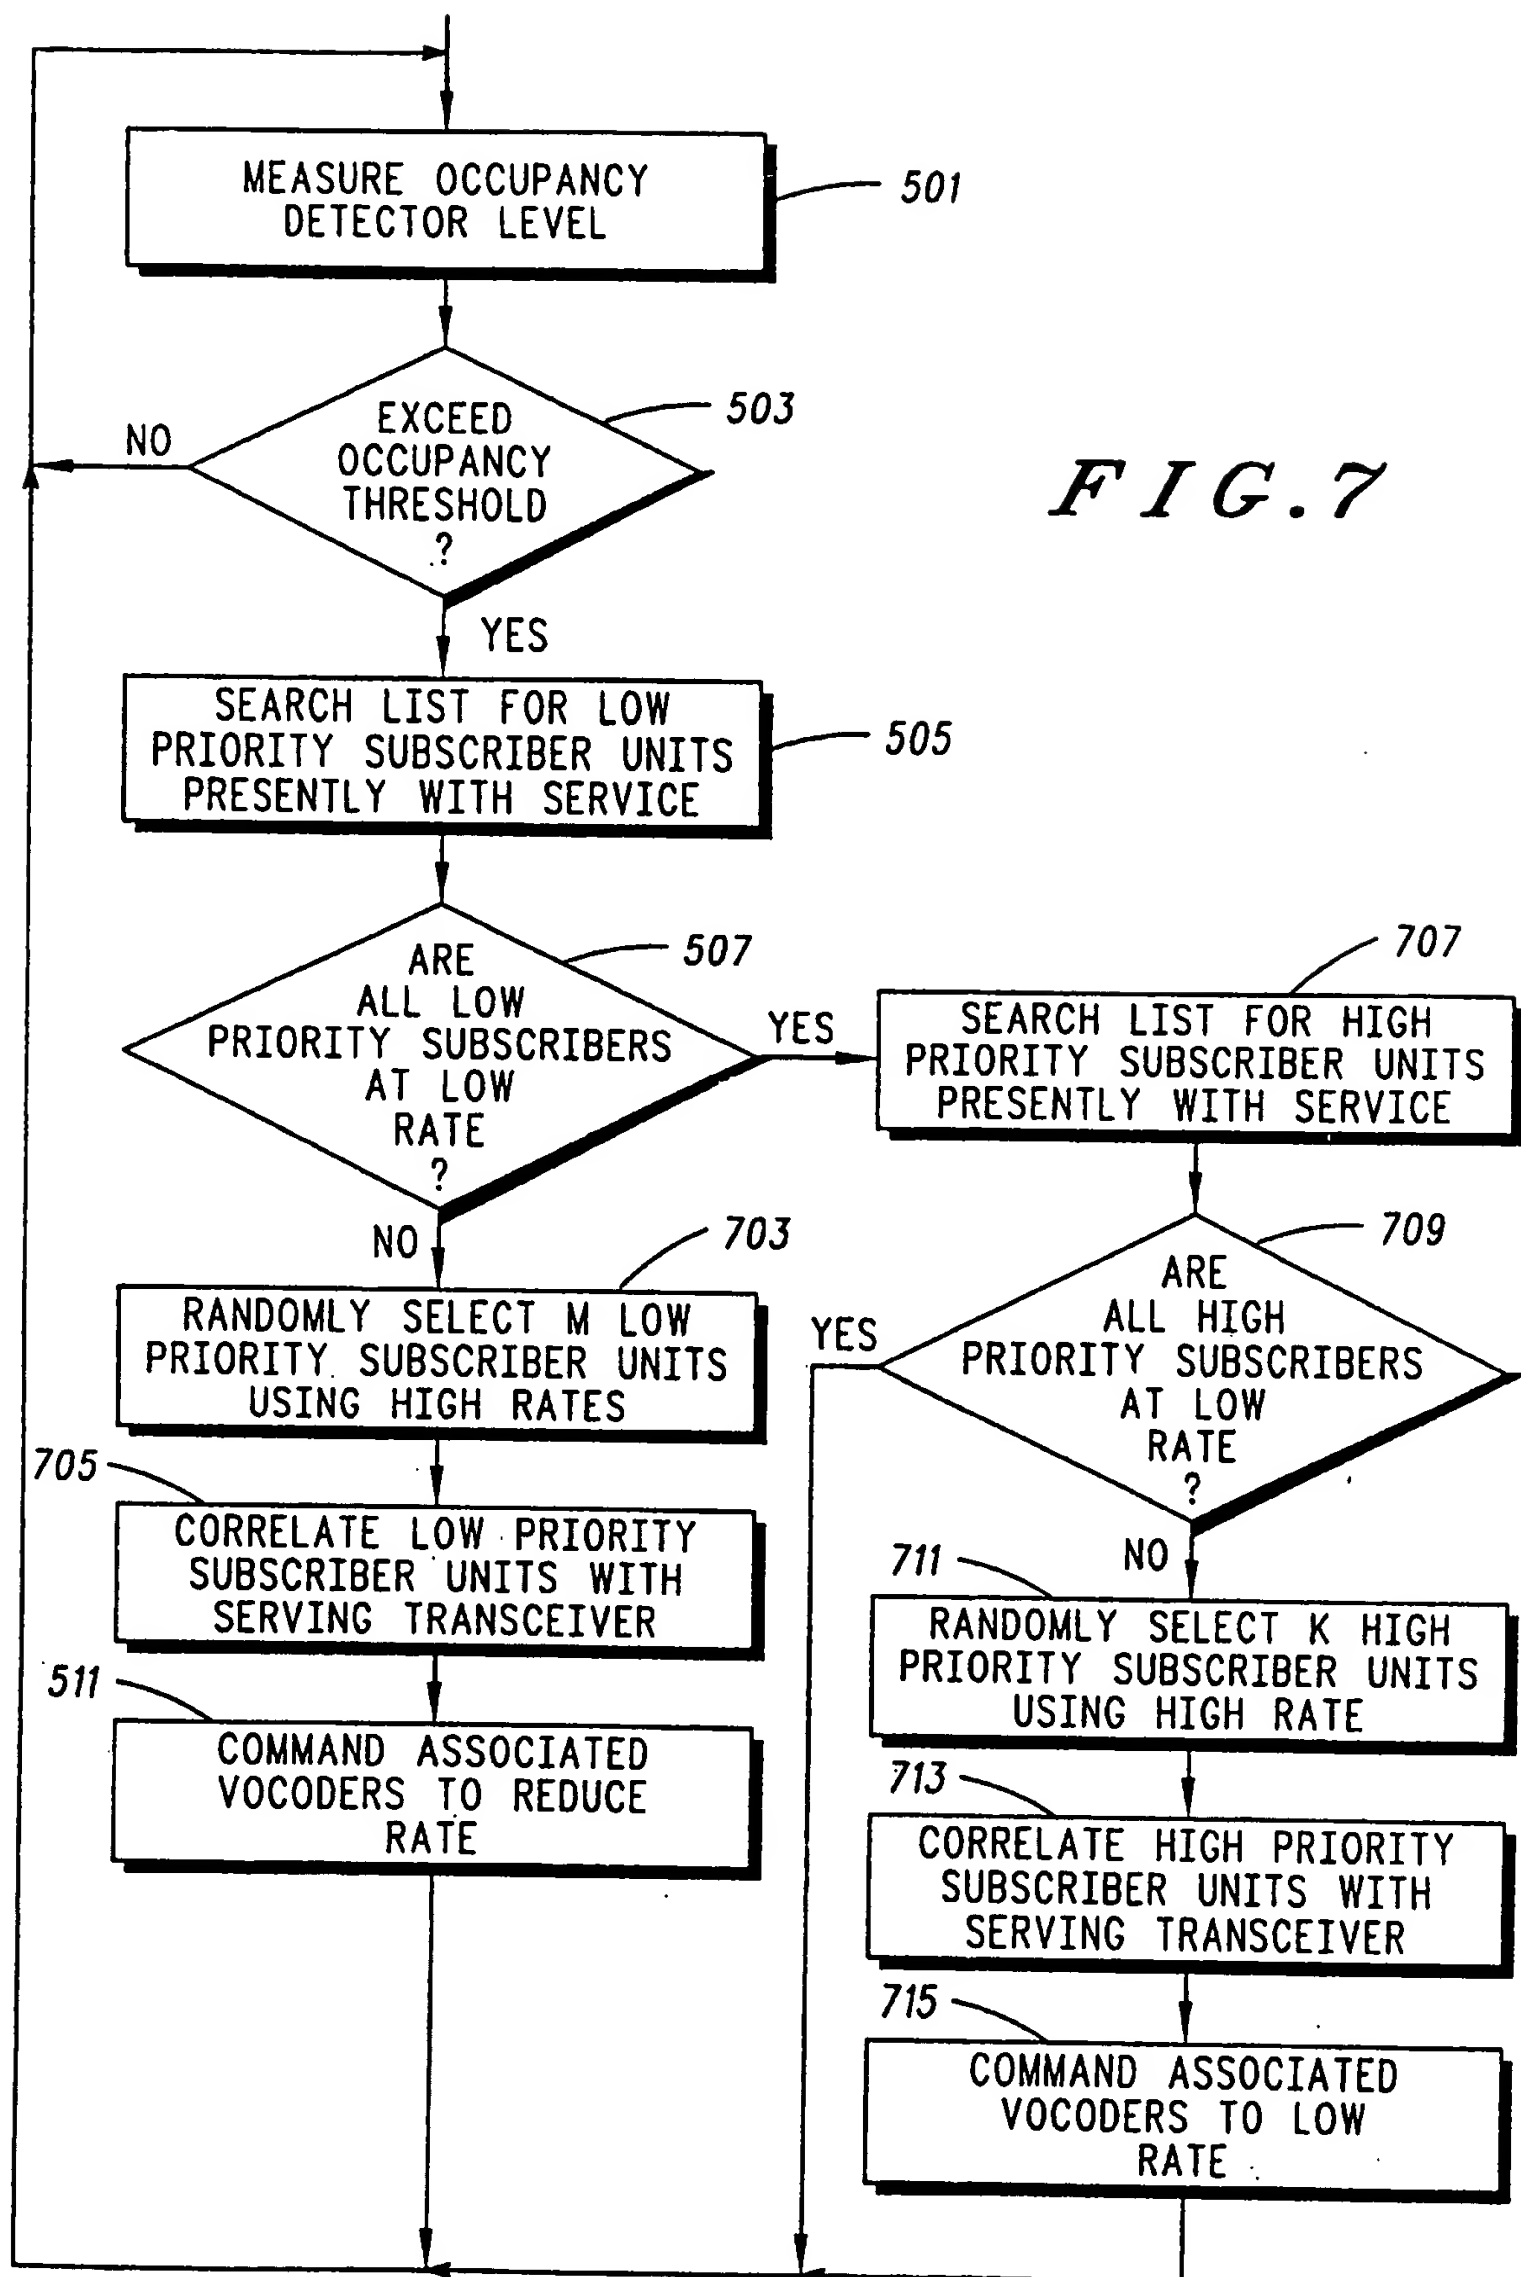 MEASURE OCCUPANCY
DETECTOR LEVEL
501
EXCEED
OCCUPANCY
THRESHOLD
?
503
NO
FIG.7
YES
SEARCH LIST FOR LOW
PRIORITY SUBSCRIBER UNITS
PRESENTLY WITH SERVICE
505
ARE
ALL LOW
PRIORITY SUBSCRIBERS
AT LOW
RATE
?
507
YES
707
SEARCH LIST FOR HIGH
PRIORITY SUBSCRIBER UNITS
PRESENTLY WITH SERVICE
NO
703
RANDOMLY SELECT M LOW
PRIORITY SUBSCRIBER UNITS
USING HIGH RATES
709
ARE
ALL HIGH
PRIORITY SUBSCRIBERS
AT LOW
RATE
?
YES
705
CORRELATE LOW PRIORITY
SUBSCRIBER UNITS WITH
SERVING TRANSCEIVER
NO
511
COMMAND ASSOCIATED
VOCODERS TO REDUCE
RATE
711
RANDOMLY SELECT K HIGH
PRIORITY SUBSCRIBER UNITS
USING HIGH RATE
713
CORRELATE HIGH PRIORITY
SUBSCRIBER UNITS WITH
SERVING TRANSCEIVER
715
COMMAND ASSOCIATED
VOCODERS TO LOW
RATE